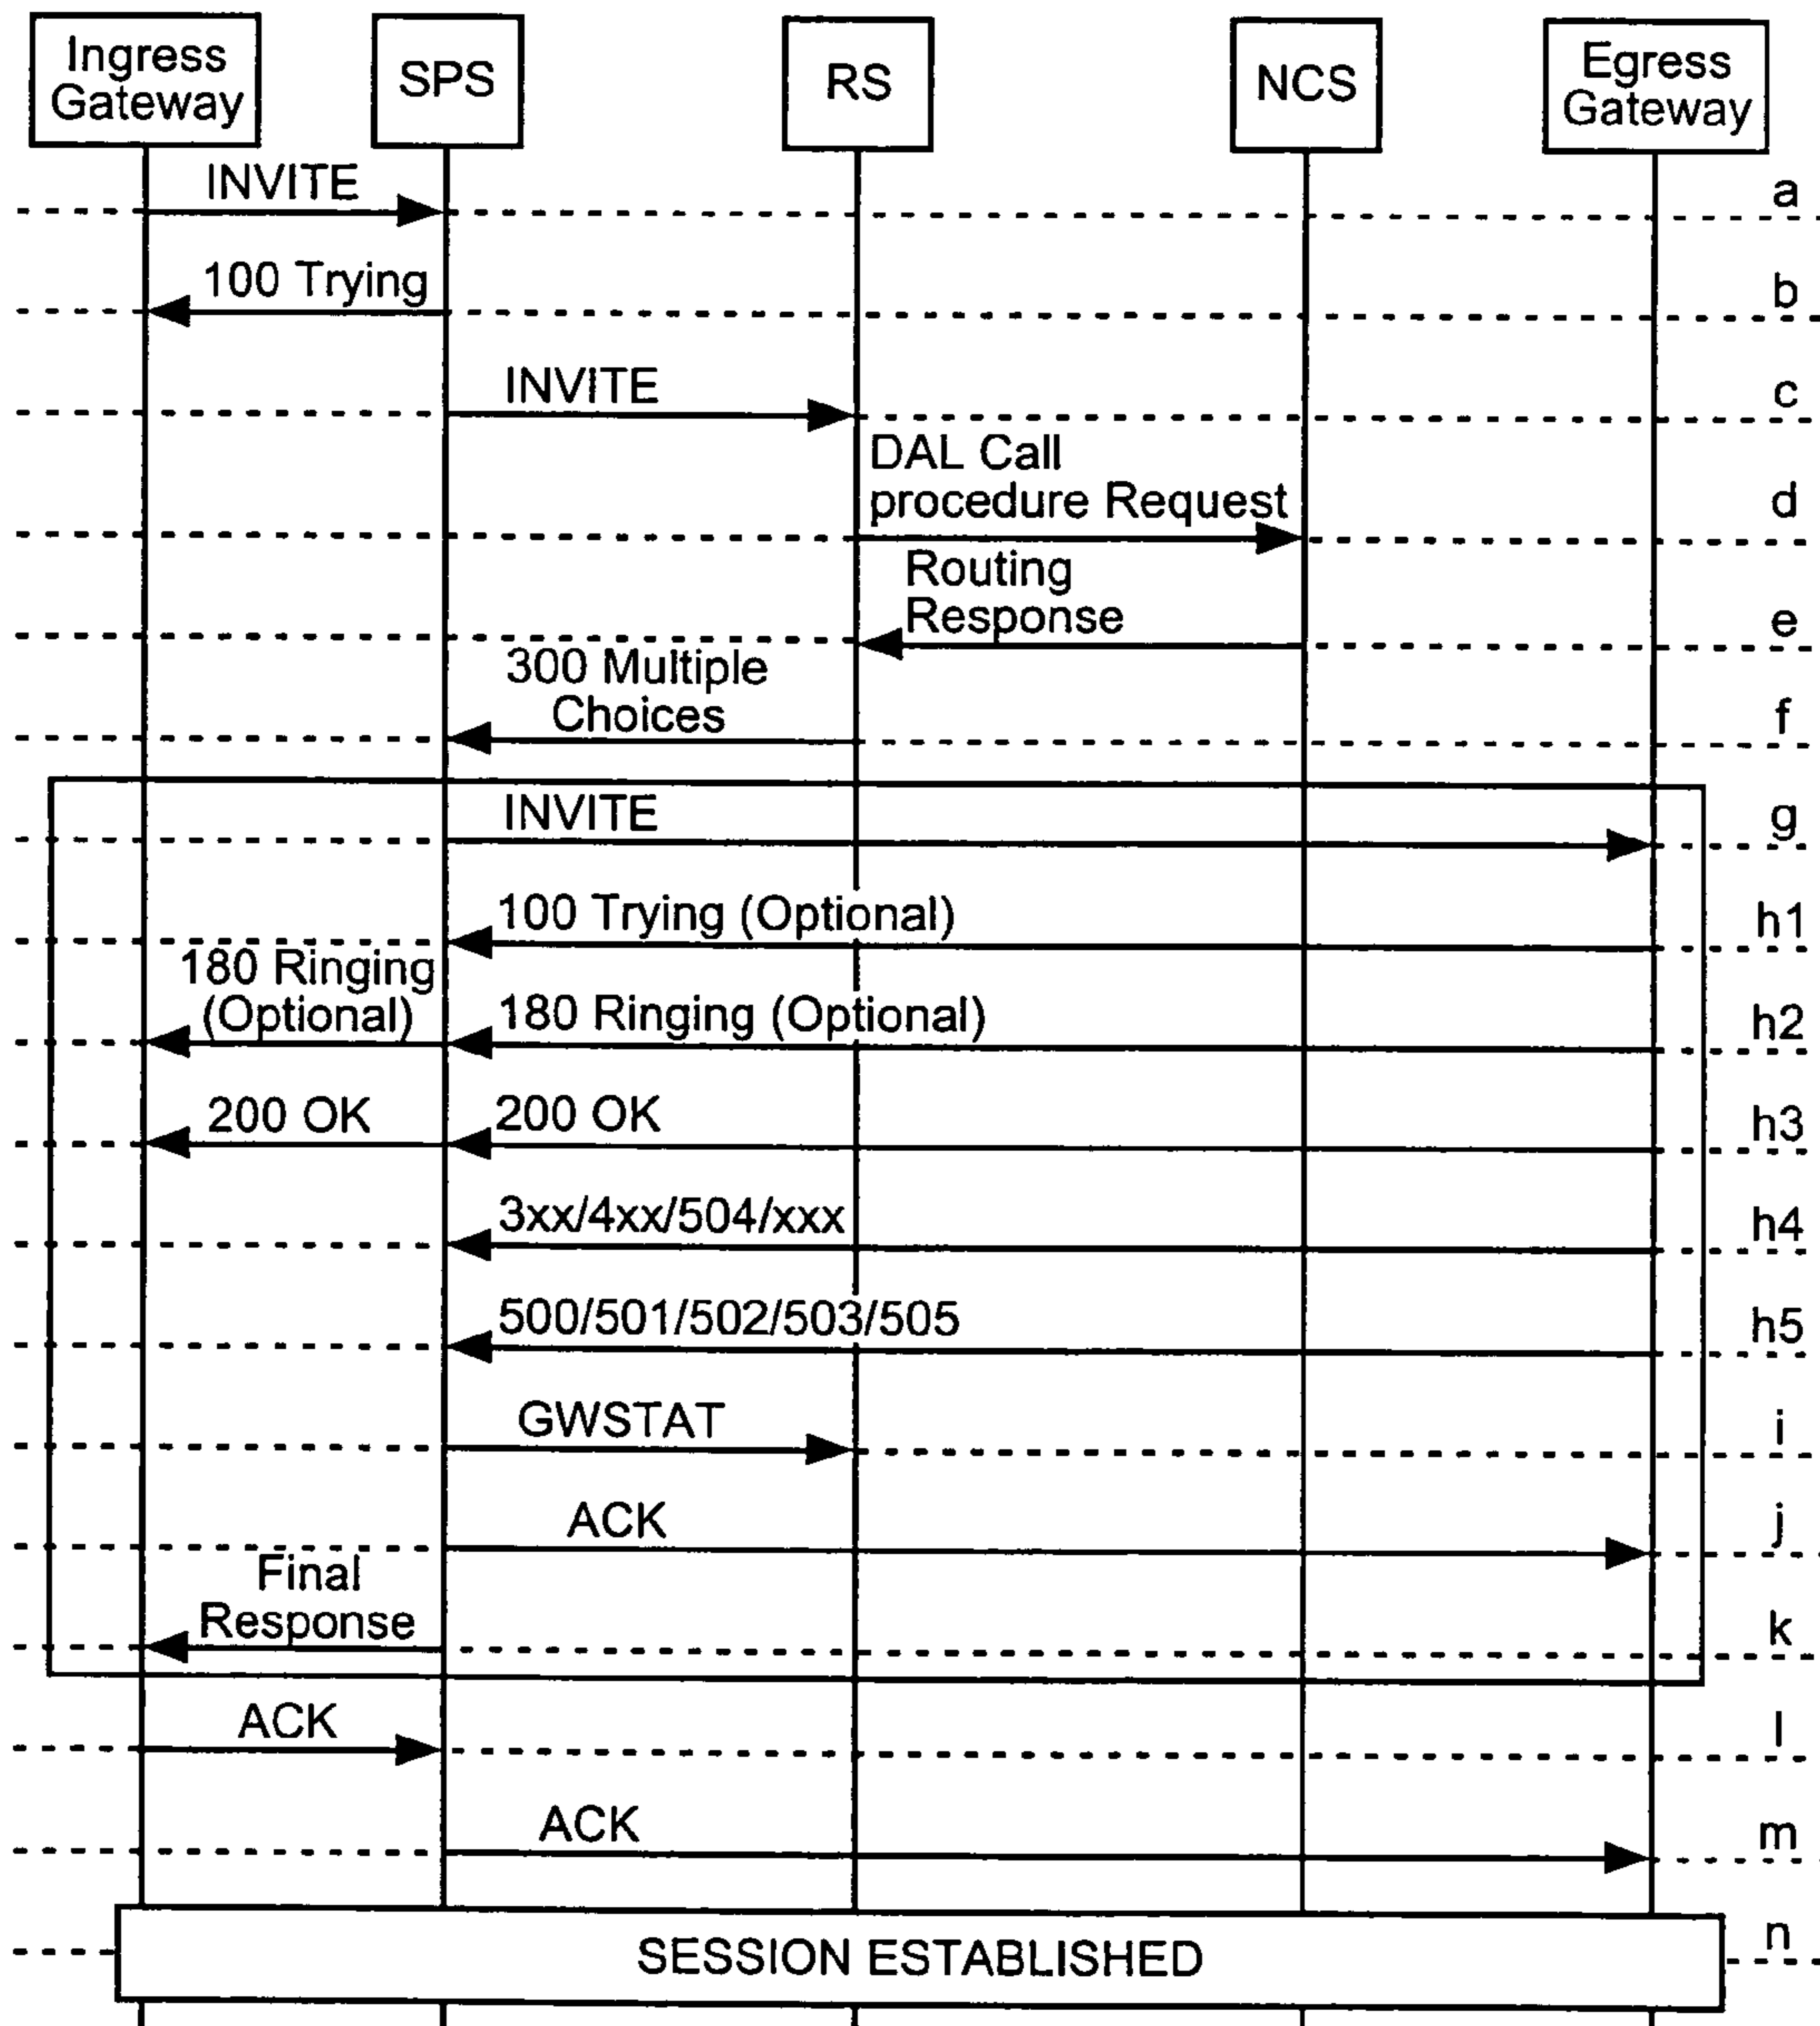 Ingress
Gateway
SPS
RS
NCS
Egress
Gateway
INVITE
a
100 Trying
b
INVITE
c
DAL Call
procedure Request
d
Routing
Response
e
300 Multiple
Choices
f
INVITE
g
100 Trying (Optional)
h1
180 Ringing
(Optional)
180 Ringing (Optional)
h2
200 OK
200 OK
h3
3xx/4xx/504/xxx
h4
500/501/502/503/505
h5
GWSTAT
i
ACK
j
Final
Response
k
ACK
l
ACK
m
SESSION ESTABLISHED
n